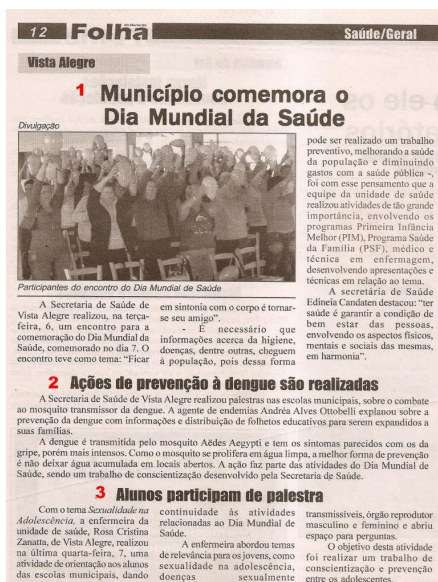 12 Folha Saúde/Geral
Vista Alegre
1 Município comemora o
Dia Mundial da Saúde
Divulgação
Participantes do encontro do Dia Mundial de Saúde
A Secretaria de Saúde de
Vista Alegre realizou, na terça-
feira, 6, um encontro para a
comemoração do Dia Mundial da
Saúde, comemorado no dia 7. O
encontro teve como tema: "Ficar
em sintonia com o corpo é tornar-
se seu amigo".
- É necessário que
informações acerca da higiene,
doenças, dentre outras, cheguem
à população, pois dessa forma
pode ser realizado um trabalho
preventivo, melhorando a saúde
da população e diminuindo
gastos com a saúde pública -,
foi com esse pensamento que a
equipe da unidade de saúde
realizou atividades de tão grande
importância, envolvendo os
programas Primeira Infância
Melhor (PIM), Programa Saúde
da Família (PSF), médico e
técnica em enfermagem,
desenvolvendo apresentações e
técnicas em relação ao tema.
A secretária de Saúde
Edineia Candaten destacou: "ter
saúde é garantir a condição de
bem estar das pessoas,
envolvendo os aspectos físicos,
mentais e sociais das mesmas,
em harmonia".
2 Ações de prevenção à dengue são realizadas
A Secretaria de Saúde de Vista Alegre realizou palestras nas escolas municipais, sobre o combate
ao mosquito transmissor da dengue. A agente de endemias Andréa Alves Ottobelli explanou sobre a
prevenção da dengue com informações e distribuição de folhetos educativos para serem expandidos a
suas famílias.
A dengue é transmitida pelo mosquito Aëdes Aegypti e tem os sintomas parecidos com os da
gripe, porém mais intensos. Como o mosquito se prolifera em água limpa, a melhor forma de prevenção
é não deixar água acumulada em locais abertos. A ação faz parte das atividades do Dia Mundial de
Saúde, sendo um trabalho de conscientização desenvolvido pela Secretaria de Saúde.
3 Alunos participam de palestra
Com o tema Sexualidade na
Adolescência, a enfermeira da
unidade de saúde, Rosa Cristina
Zanatta, de Vista Alegre, realizou
na última quarta-feira, 7, uma
atividade de orientação aos alunos
das escolas municipais, dando
continuidade às atividades
relacionadas ao Dia Mundial de
Saúde.
A enfermeira abordou temas
de relevância para os jovens, como
sexualidade na adolescência,
doenças sexualmente
transmissíveis, órgão reprodutor
masculino e feminino e abriu
espaço para perguntas.
O objetivo desta atividade
foi realizar um trabalho de
conscientização e prevenção
entre os adolescentes.